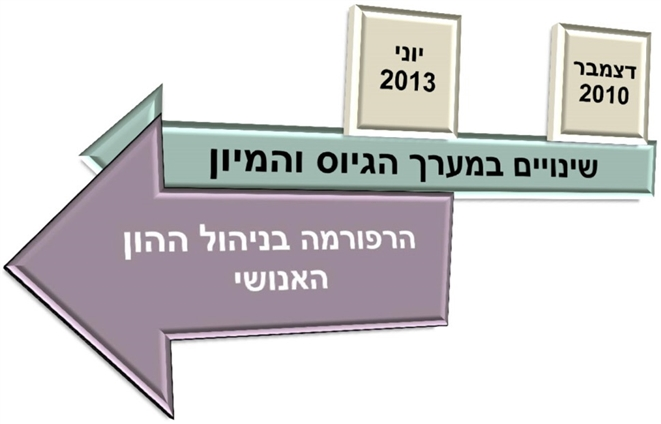 דצמבר
2010
יוני
2013
שינויים במערך הגיוס והמיון
הרפורמה בניהול ההון
האנושי